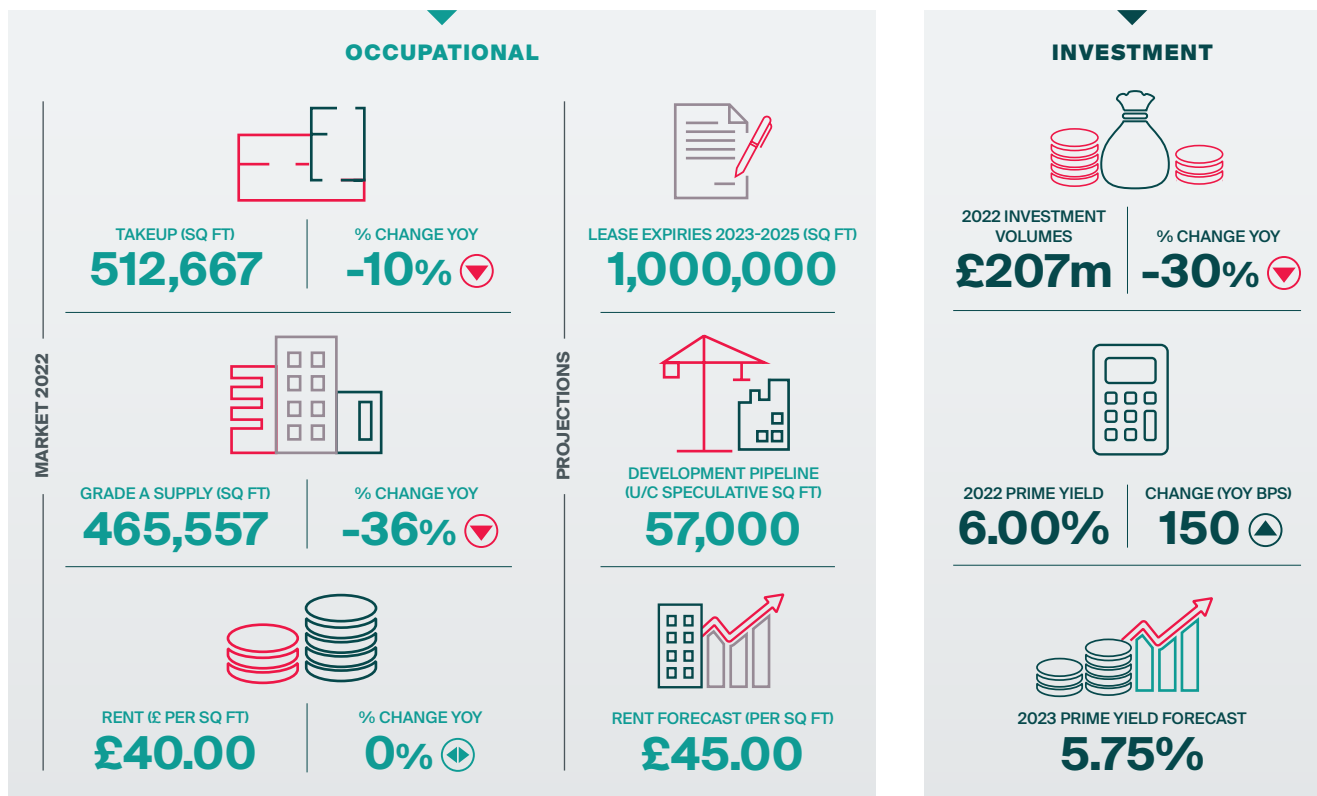 OCCUPATIONAL
MARKET 2022
TAKEUP (SQ FT)
512,667
% CHANGE YOY
-10%
GRADE A SUPPLY (SQ FT)
465,557
% CHANGE YOY
-36%
RENT (£ PER SQ FT)
£40.00
% CHANGE YOY
0%
PROJECTIONS
LEASE EXPIRIES 2023-2025 (SQ FT)
1,000,000
DEVELOPMENT PIPELINE
(U/C SPECULATIVE SQ FT)
57,000
RENT FORECAST (PER SQ FT)
£45.00
INVESTMENT
2022 INVESTMENT
VOLUMES
£207m
% CHANGE YOY
-30%
2022 PRIME YIELD
6.00%
CHANGE (YOY BPS)
150
2023 PRIME YIELD FORECAST
5.75%